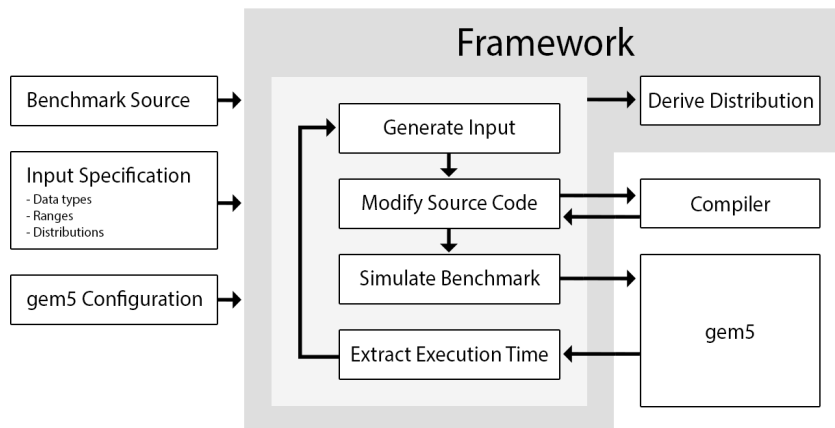 Framework
Benchmark Source
Input Specification
- Data types
- Ranges
- Distributions
gem5 Configuration
Generate Input
Modify Source Code
Simulate Benchmark
Extract Execution Time
Derive Distribution
Compiler
gem5